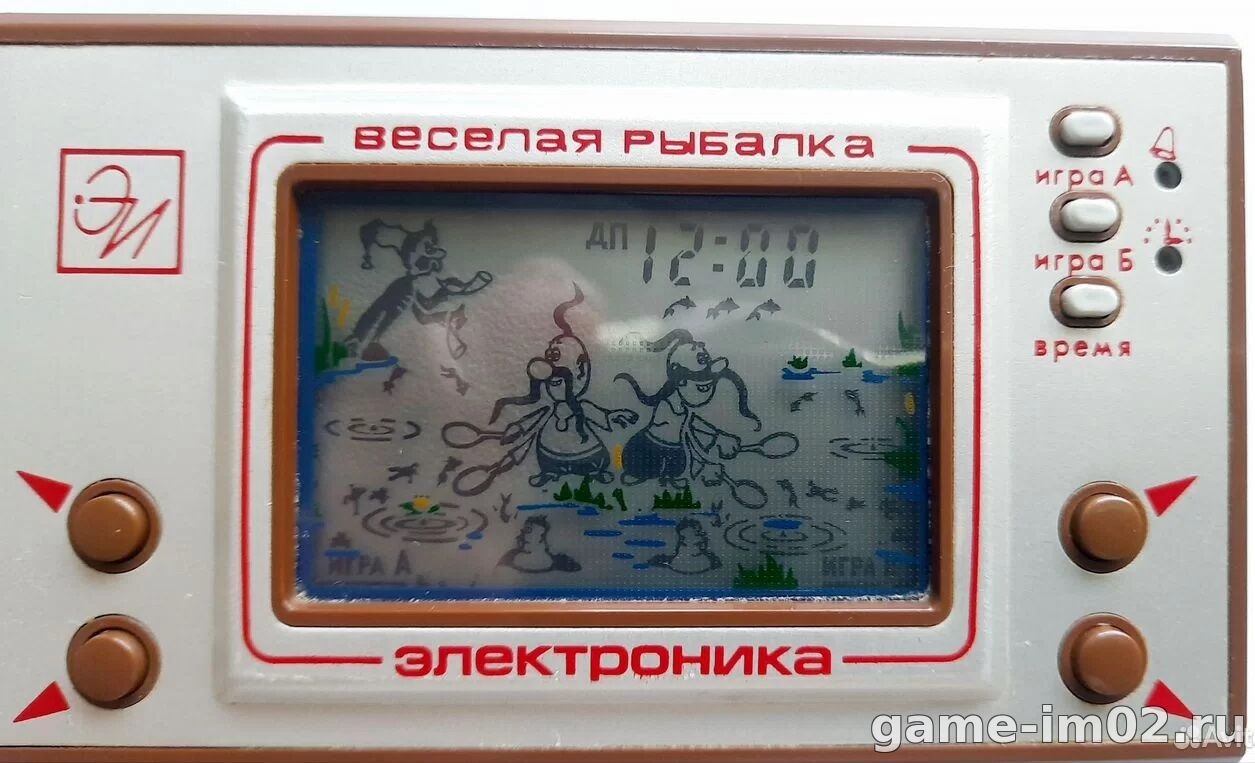 ВЕСЕЛАЯ РЫБАЛКА
ЭИ
ДП 12:00
игра А
игра Б
время
ИГРА А
ИГРА
ЭЛЕКТРОНИКА
game-im02.ru